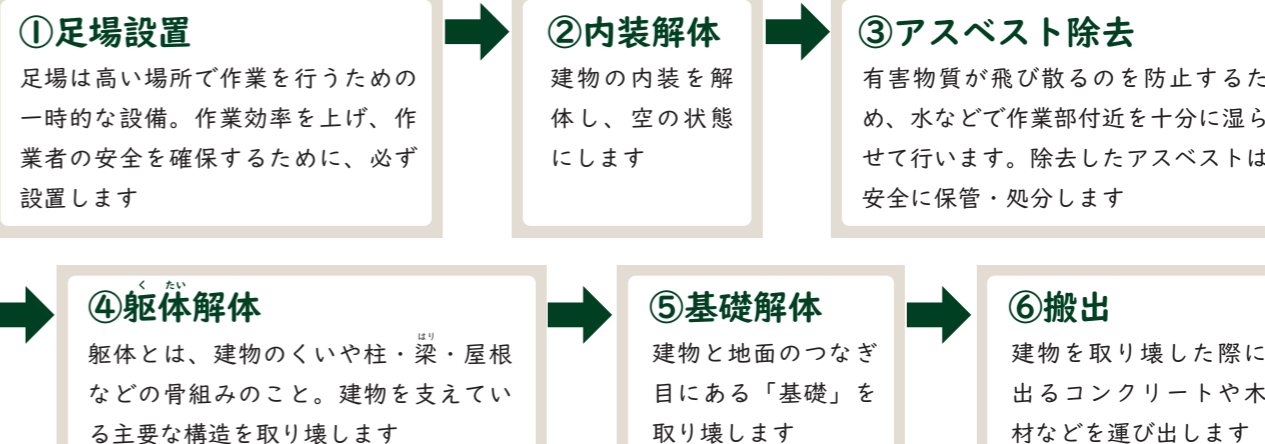 ①足場設置
足場は高い場所で作業を行うための
一時的な設備。作業効率を上げ、作
業者の安全を確保するために、必ず
設置します
②内装解体
建物の内装を解
体し、空の状態
にします
③アスベスト除去
有害物質が飛び散るのを防止するた
め、水などで作業部付近を十分に湿ら
せて行います。除去したアスベストは
安全に保管・処分します
くたい
④躯体解体
はり
躯体とは、建物のくいや柱・梁・屋根
などの骨組みのこと。建物を支えてい
る主要な構造を取り壊します
⑤基礎解体
建物と地面のつなぎ
目にある「基礎」を
取り壊します
⑥搬出
建物を取り壊した際に
出るコンクリートや木
材などを運び出します